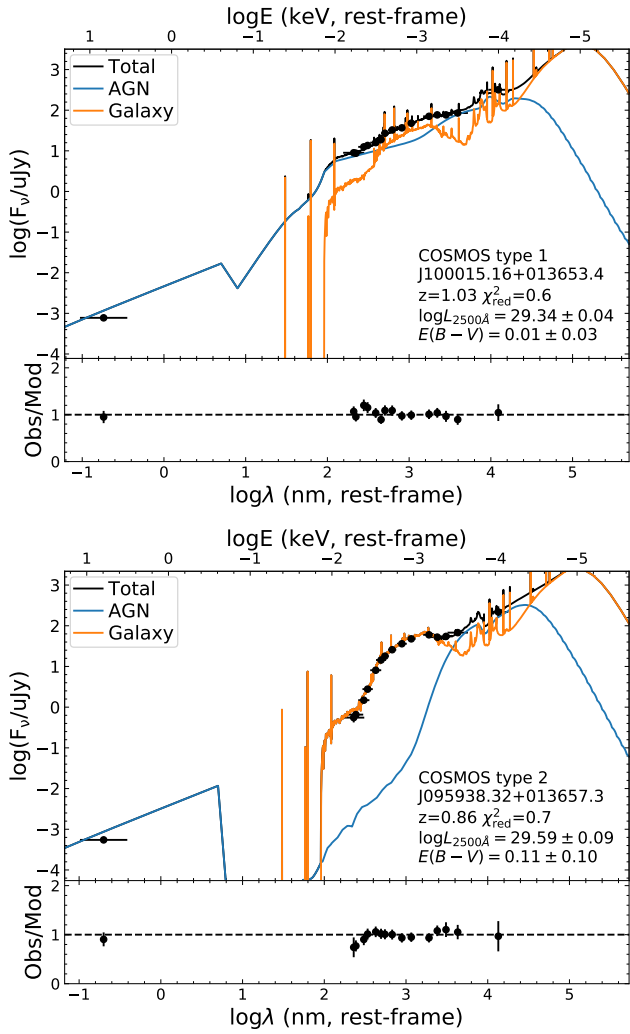 logE (keV, rest-frame)
1 0 −1 −2 −3 −4 −5
Total
AGN
Galaxy
3
2
1
0
−1
−2
−3
−4
log(Fν/uJy)
COSMOS type 1
J100015.16+013653.4
z=1.03 χ²red=0.6
logL2500Å = 29.34 ± 0.04
E(B − V) = 0.01 ± 0.03
2
1
0
Obs/Mod
−1 0 1 2 3 4 5
logλ (nm, rest-frame)
logE (keV, rest-frame)
1 0 −1 −2 −3 −4 −5
Total
AGN
Galaxy
3
2
1
0
−1
−2
−3
−4
log(Fν/uJy)
COSMOS type 2
J095938.32+013657.3
z=0.86 χ²red=0.7
logL2500Å = 29.59 ± 0.09
E(B − V) = 0.11 ± 0.10
2
1
0
Obs/Mod
−1 0 1 2 3 4 5
logλ (nm, rest-frame)